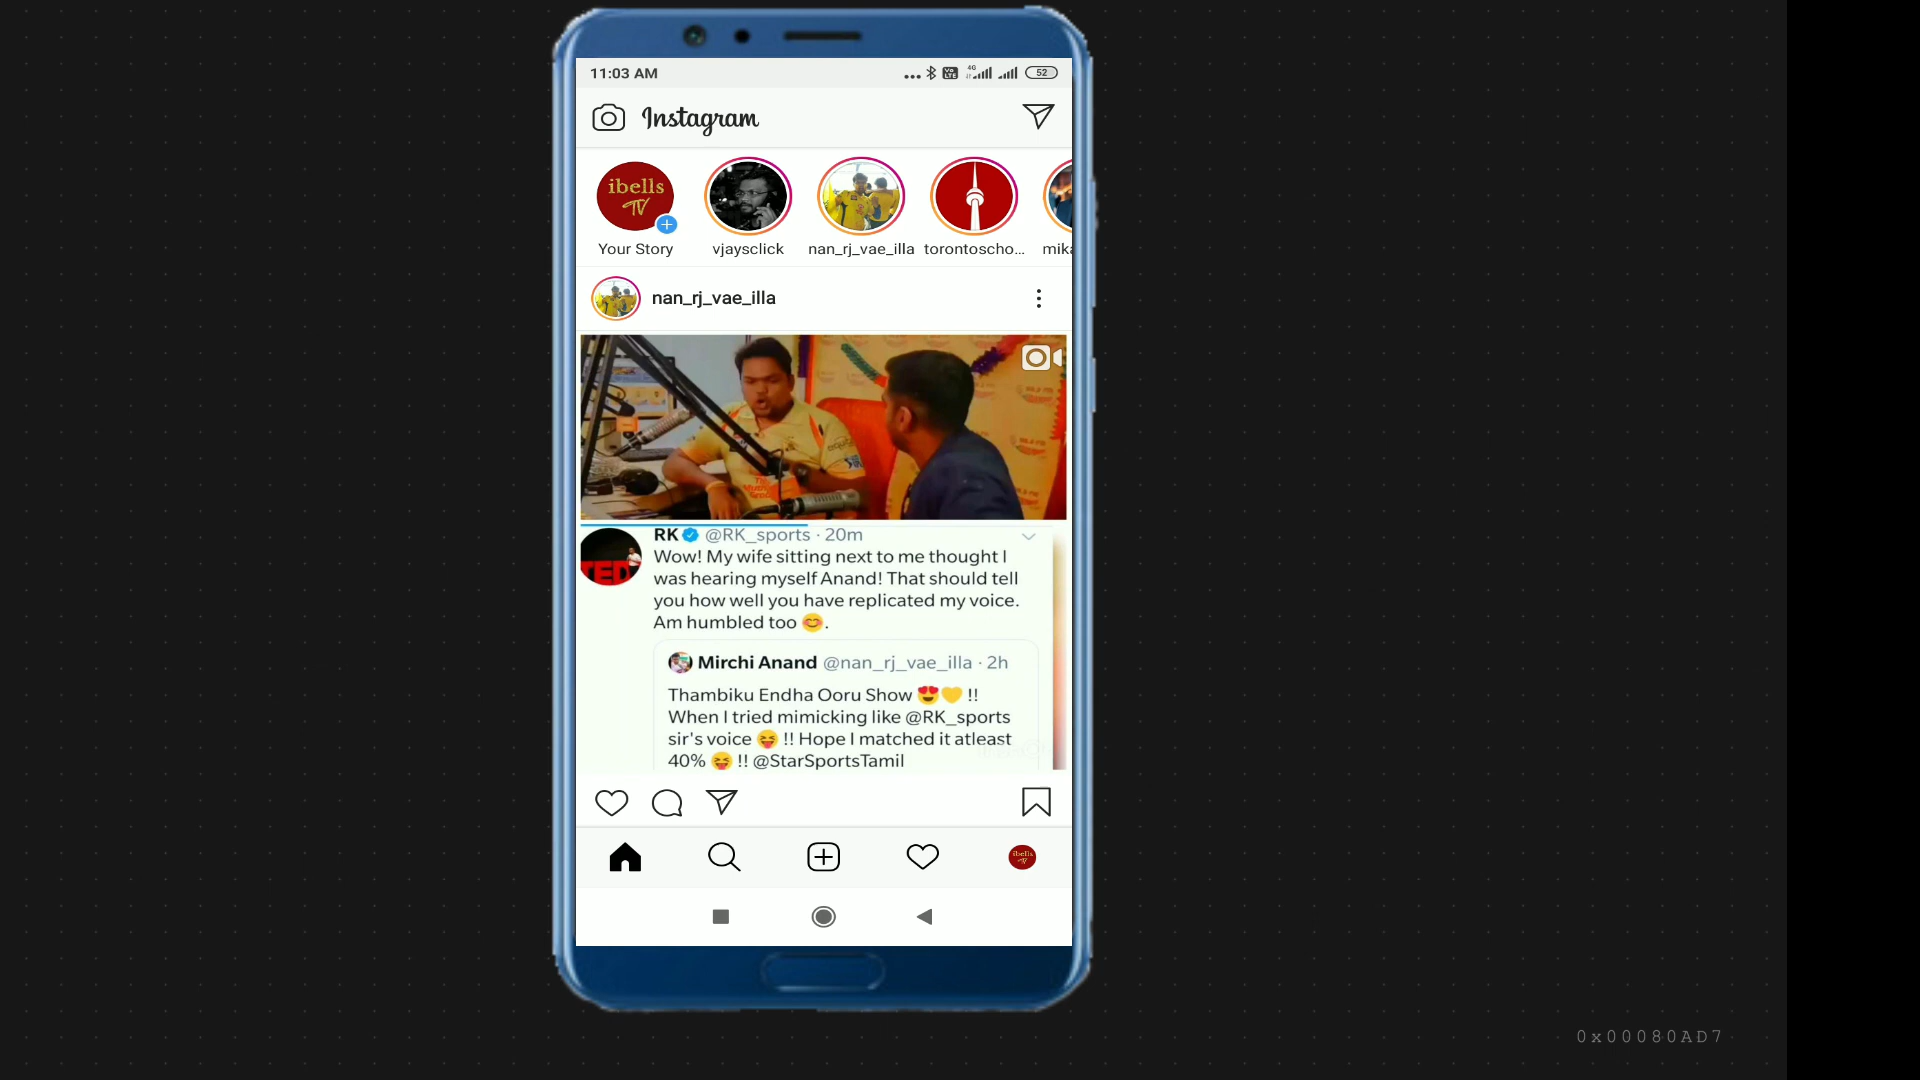 11:03 AM
52
Instagram
ibells
TV
Your Story
vjaysclick
nan_rj_vae_illa
torontoscho...
mika
nan_rj_vae_illa
RK @RK_sports · 20m
TED
Wow! My wife sitting next to me thought I
was hearing myself Anand! That should tell
you how well you have replicated my voice.
Am humbled too 😊.
Mirchi Anand @nan_rj_vae_illa · 2h
Thambiku Endha Ooru Show 😍💛 !!
When I tried mimicking like @RK_sports
sir's voice 😝 !! Hope I matched it atleast
40% 😝 !! @StarSportsTamil
0x00080AD7